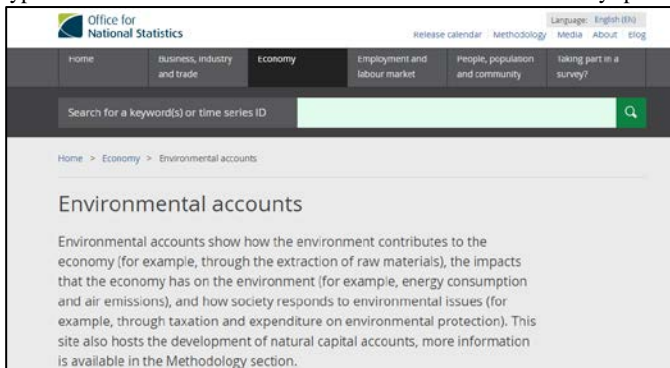 Office for
National Statistics
Language: English (EN)
Release calendar Methodology Media About Blog
Home
Business, industry
and trade
Economy
Employment and
labour market
People, population
and community
Taking part in a
survey?
Search for a keyword(s) or time series ID
Home > Economy > Environmental accounts
Environmental accounts
Environmental accounts show how the environment contributes to the
economy (for example, through the extraction of raw materials), the impacts
that the economy has on the environment (for example, energy consumption
and air emissions), and how society responds to environmental issues (for
example, through taxation and expenditure on environmental protection). This
site also hosts the development of natural capital accounts, more information
is available in the Methodology section.